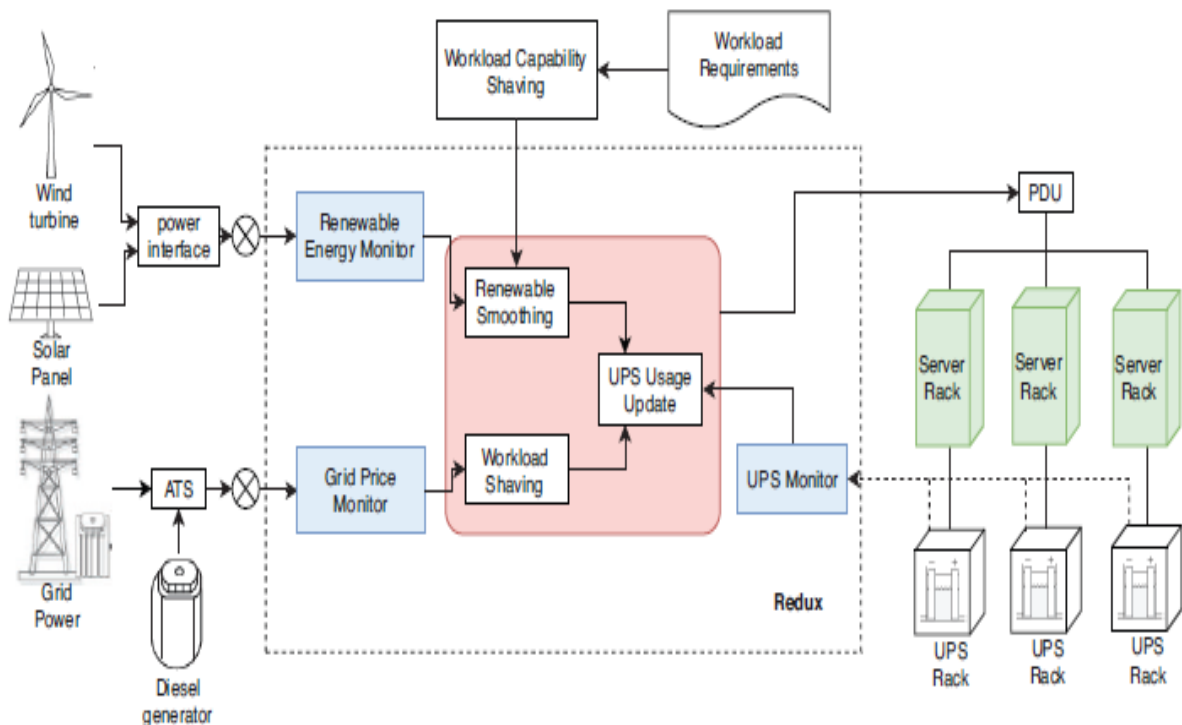 Workload Capability
Shaving
Workload
Requirements
Wind
turbine
power
interface
Renewable
Energy Monitor
PDU
Renewable
Smoothing
Solar
Panel
UPS Usage
Update
Server
Rack
Server
Rack
Server
Rack
Grid Price
Monitor
Workload
Shaving
UPS Monitor
ATS
Grid
Power
Redux
- +
- +
- +
UPS
Rack
UPS
Rack
UPS
Rack
Diesel
generator